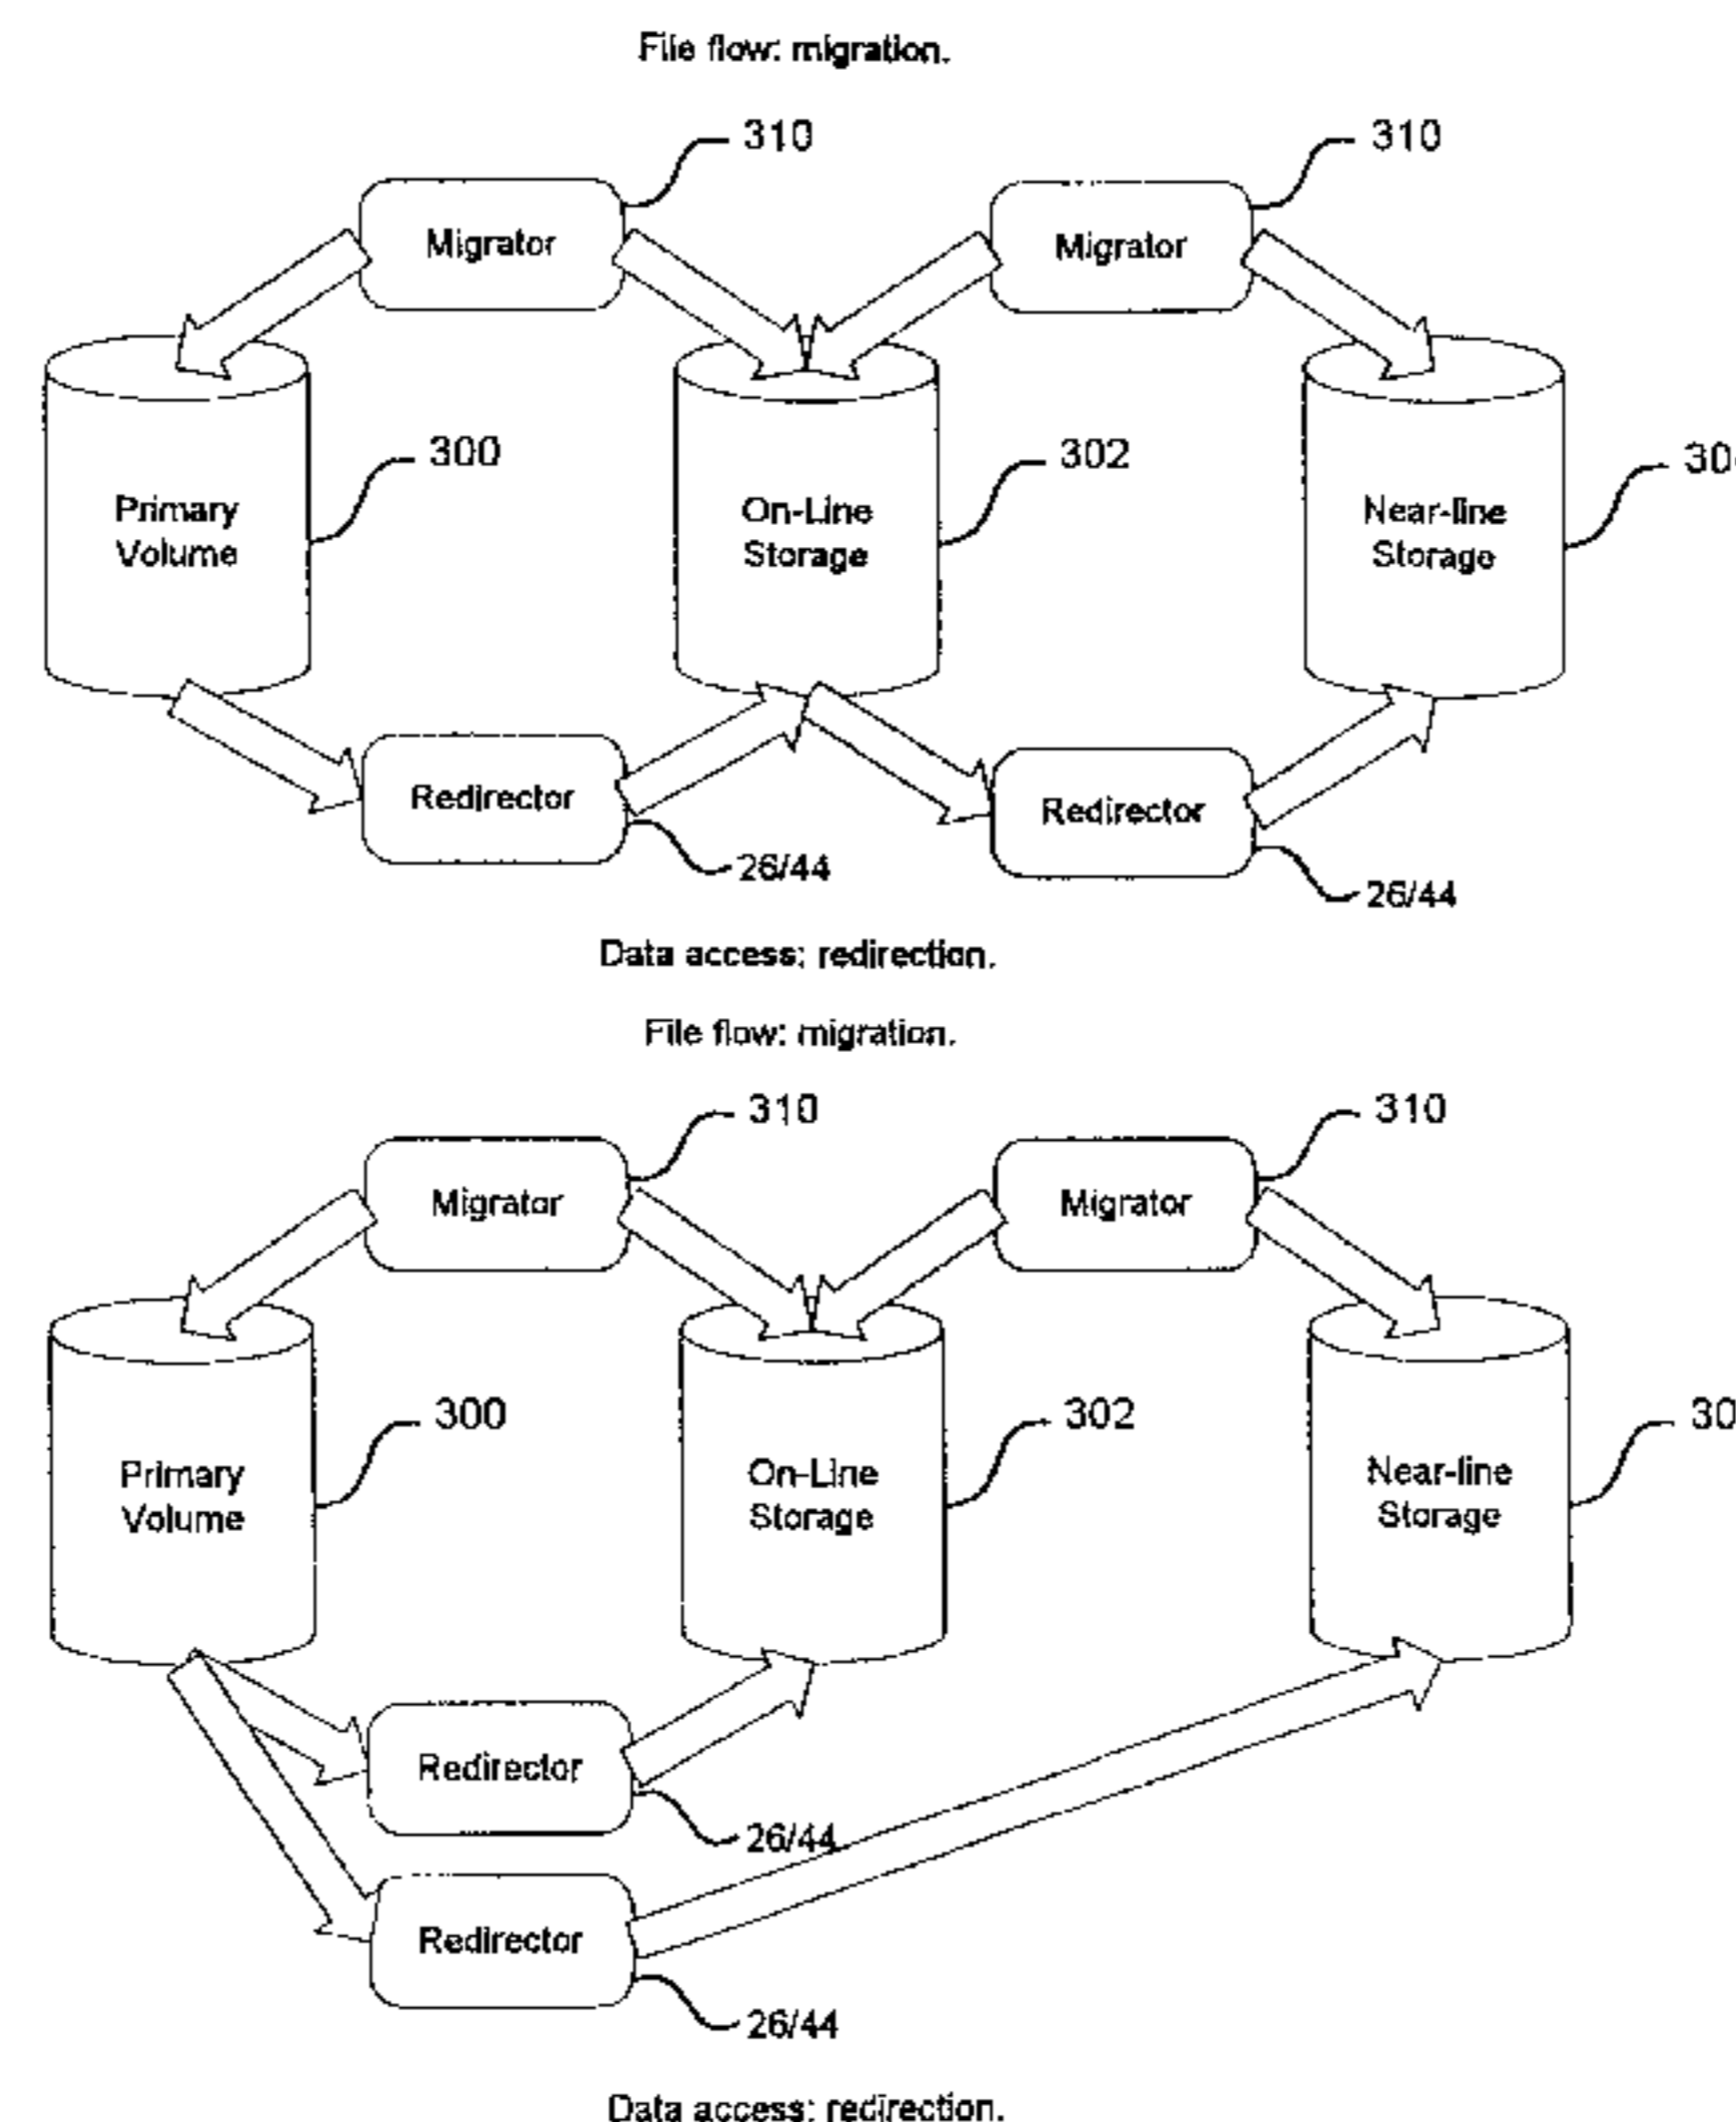 File flow: migration.
310
310
Migrator
Migrator
300
302
Primary
Volume
On-Line
Storage
Near-line
Storage
Redirector
Redirector
26/44
26/44
Data access: redirection.
File flow: migration.
310
310
Migrator
Migrator
300
302
Primary
Volume
On-Line
Storage
Near-line
Storage
Redirector
26/44
Redirector
26/44
Data access: redirection.